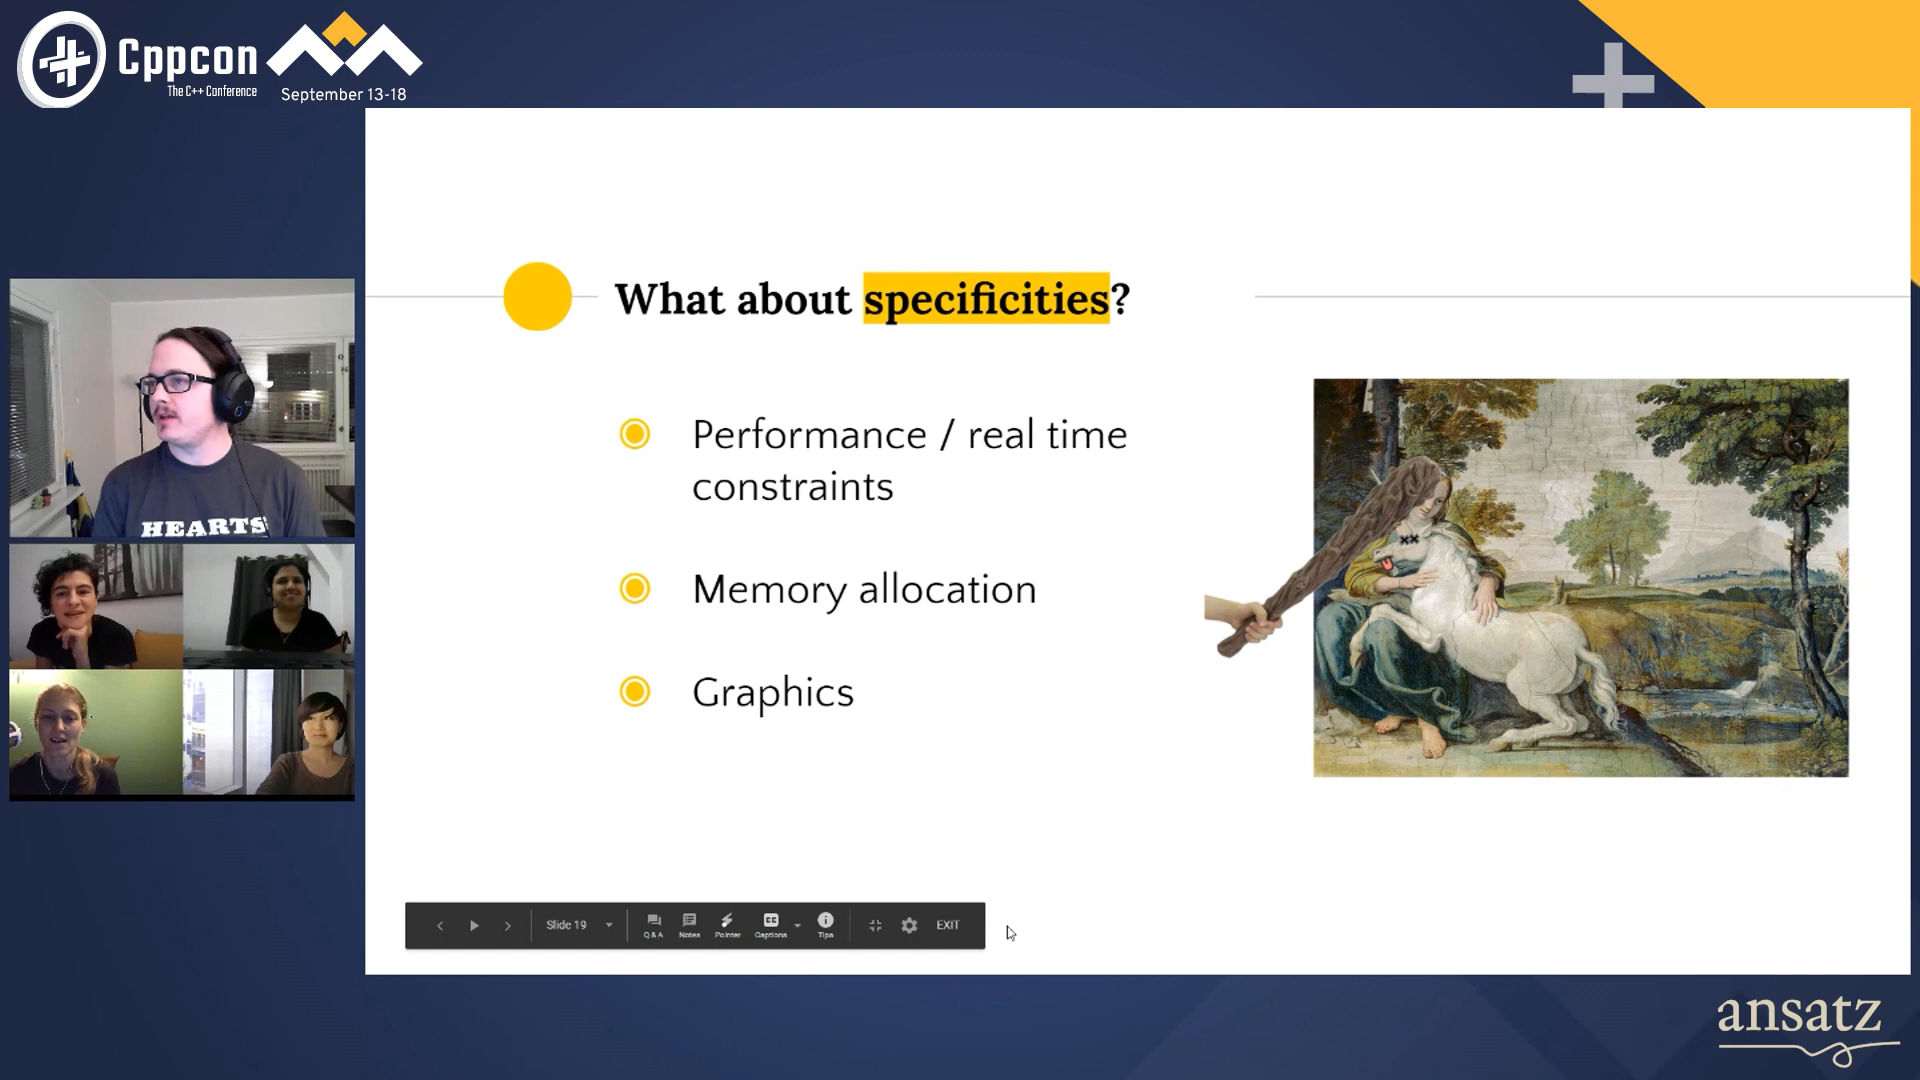 Cppcon
The C++ Conference
September 13-18
What about specificities?
Performance / real time
constraints
Memory allocation
Graphics
HEARTS
xx
Slide 19
Q & A
Notes
Pointer
Captions
Tips
EXIT
ansatz